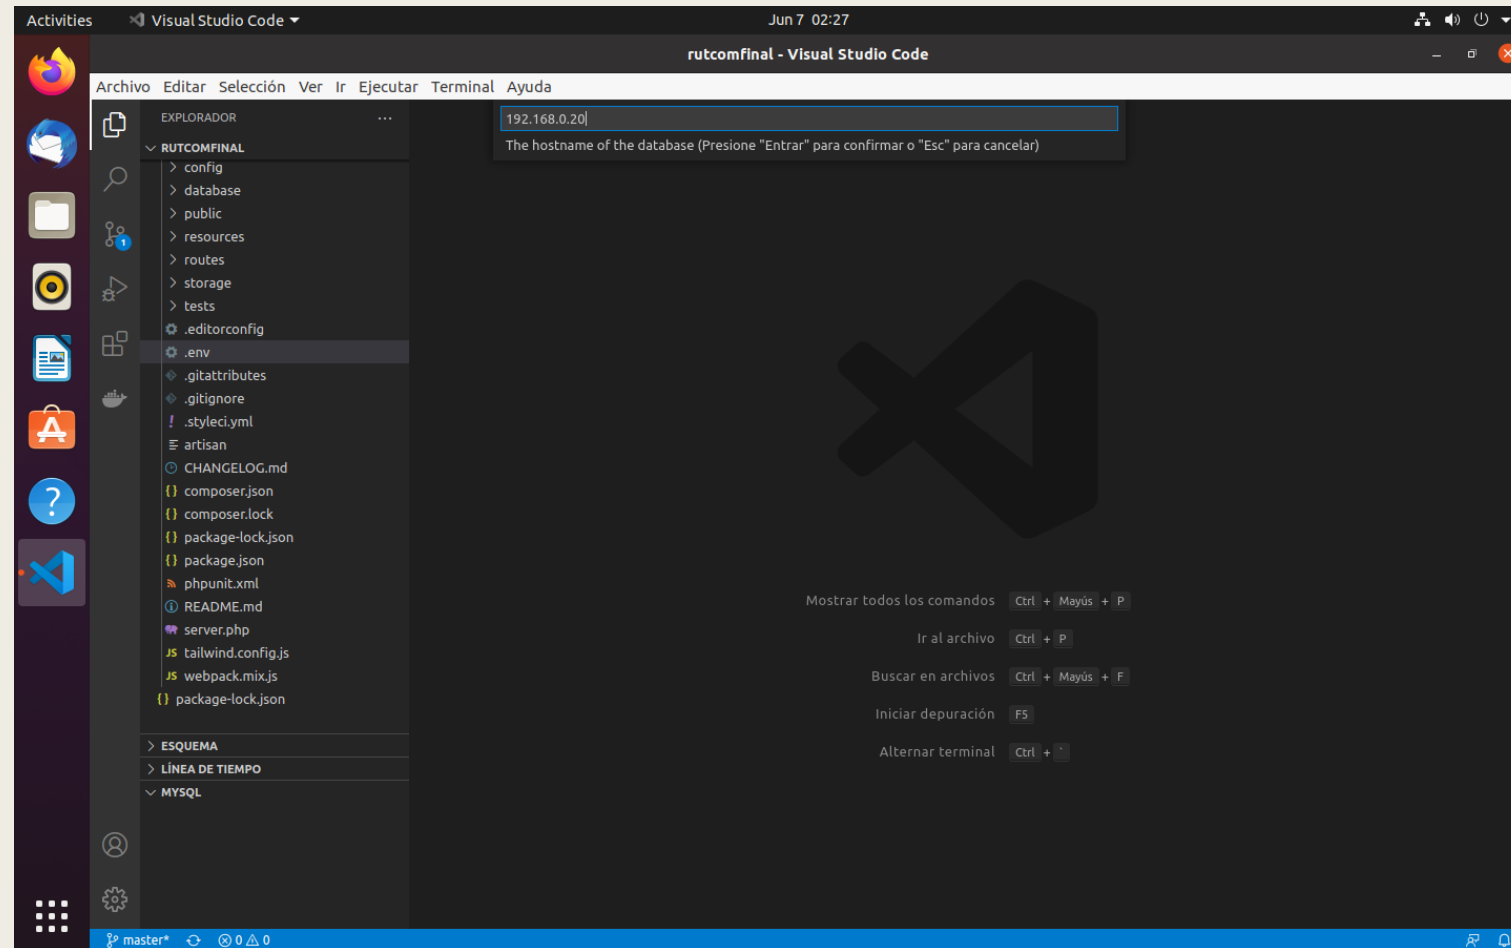 Activities Visual Studio Code Jun 7 02:27
rutcomfinal - Visual Studio Code
Archivo Editar Selección Ver Ir Ejecutar Terminal Ayuda
EXPLORADOR ...
192.168.0.20
The hostname of the database (Presione "Entrar" para confirmar o "Esc" para cancelar)
RUTCOMFINAL
config
database
public
resources
routes
storage
tests
.editorconfig
.env
.gitattributes
.gitignore
! .styleci.yml
artisan
CHANGELOG.md
{} composer.json
{} composer.lock
{} package-lock.json
{} package.json
phpunit.xml
README.md
server.php
JS tailwind.config.js
JS webpack.mix.js
{} package-lock.json
ESQUEMA
LÍNEA DE TIEMPO
MYSQL
1
Mostrar todos los comandos Ctrl + Mayús + P
Ir al archivo Ctrl + P
Buscar en archivos Ctrl + Mayús + F
Iniciar depuración F5
Alternar terminal Ctrl + `
master* 0 0